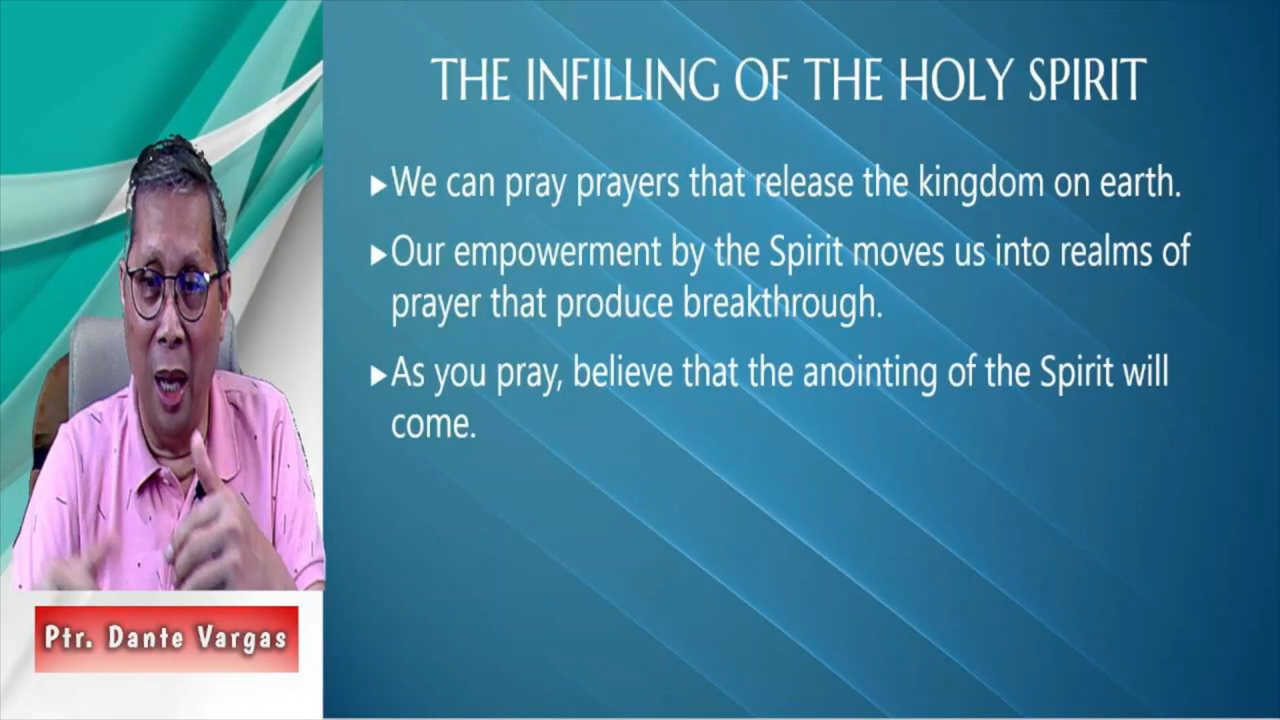 THE INFILLING OF THE HOLY SPIRIT
▶We can pray prayers that release the kingdom on earth.
▶Our empowerment by the Spirit moves us into realms of
prayer that produce breakthrough.
▶As you pray, believe that the anointing of the Spirit will
come.
Ptr. Dante Vargas